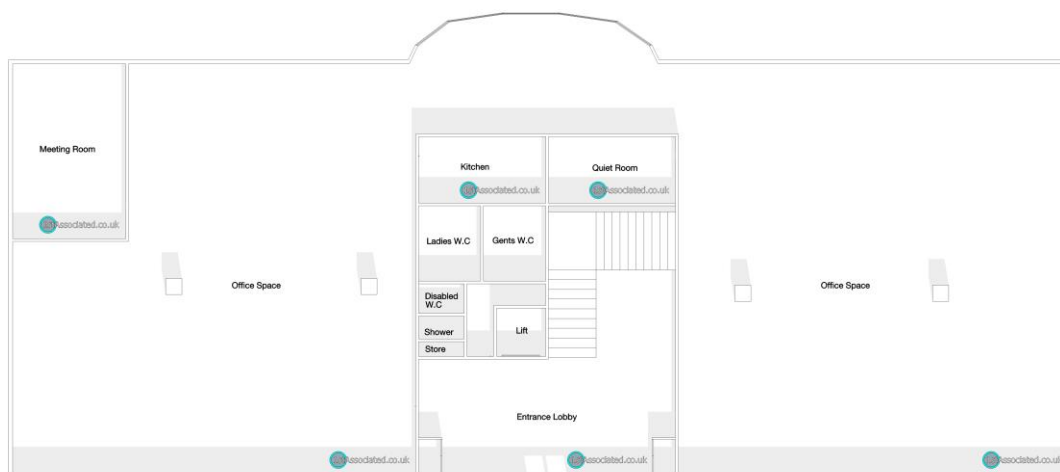 Meeting Room
Kitchen
Quiet Room
Associated.co.uk
Associated.co.uk
Associated.co.uk
Ladies W.C
Gents W.C
Office Space
Office Space
Disabled
W.C
Shower
Lift
Store
Entrance Lobby
Associated.co.uk
Associated.co.uk
Associated.co.uk